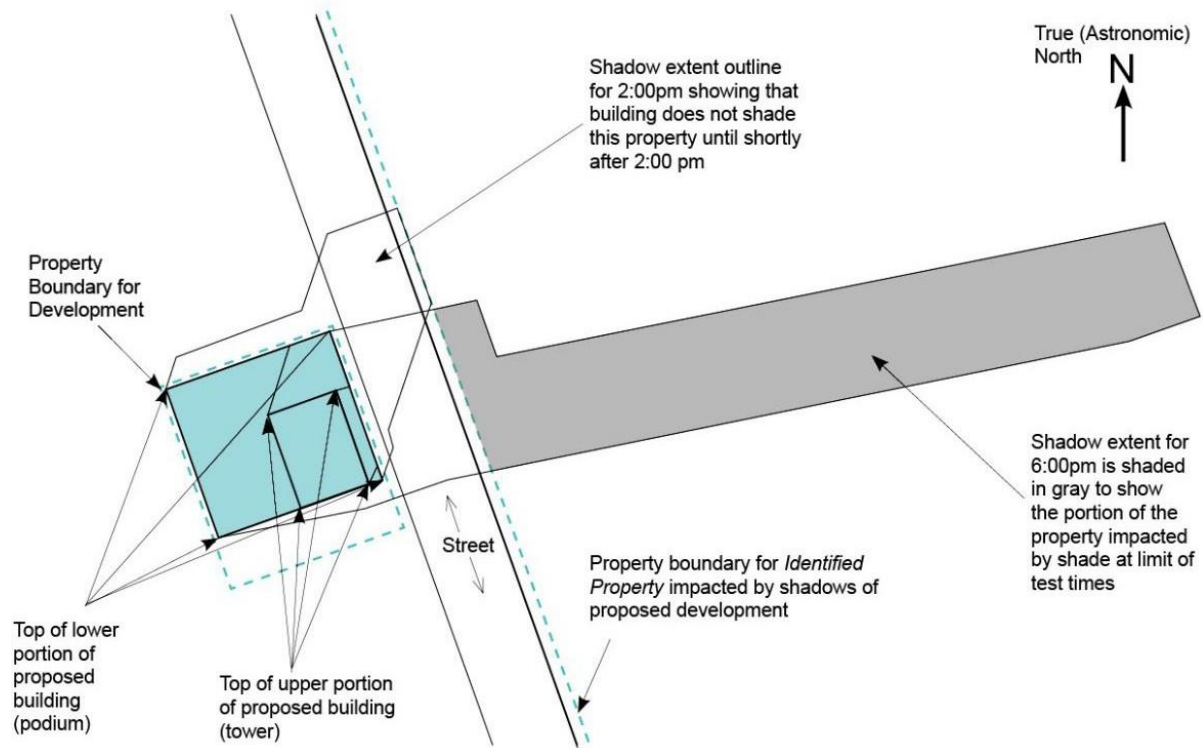 True (Astronomic)
North
N
Shadow extent outline
for 2:00pm showing that
building does not shade
this property until shortly
after 2:00 pm
Property
Boundary for
Development
Shadow extent for
6:00pm is shaded
in gray to show
the portion of the
property impacted
by shade at limit of
test times
Street
Property boundary for Identified
Property impacted by shadows of
proposed development
Top of lower
portion of
proposed
building
(podium)
Top of upper portion
of proposed building
(tower)